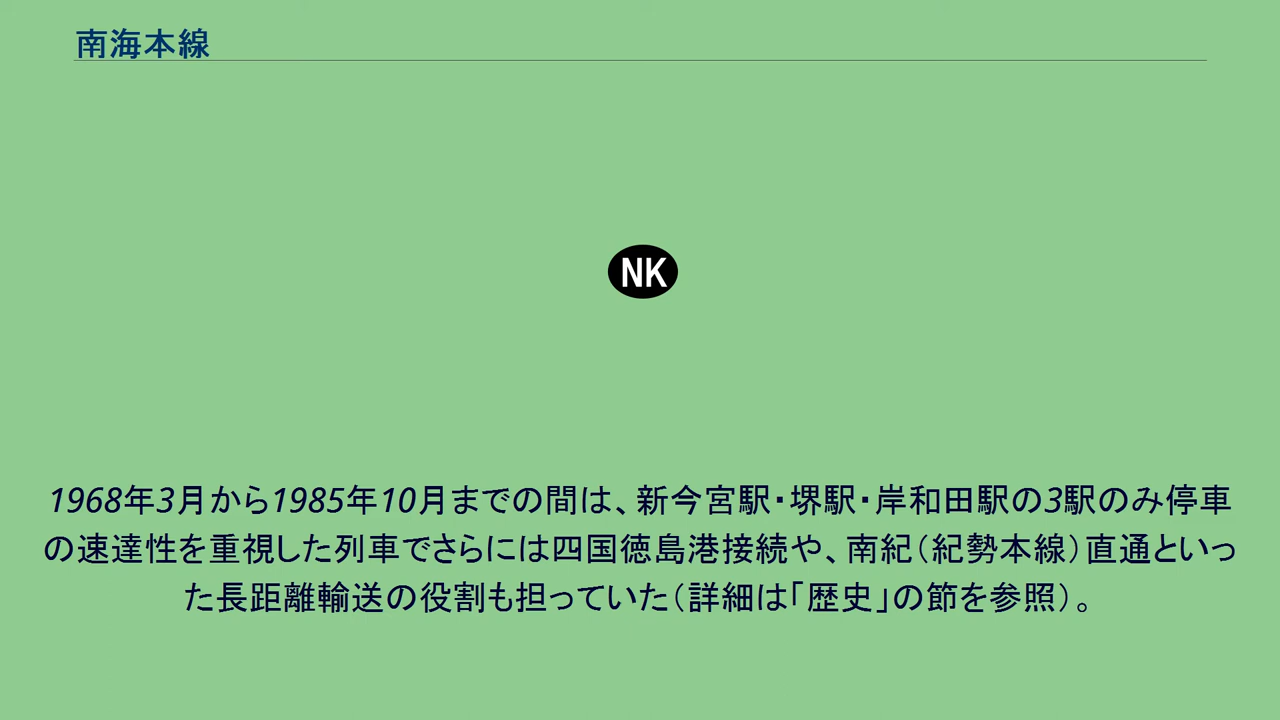 南海本線
NK
1968年3月から1985年10月までの間は、新今宮駅・堺駅・岸和田駅の3駅のみ停車
の速達性を重視した列車でさらには四国徳島港接続や、南紀（紀勢本線）直通といっ
た長距離輸送の役割も担っていた（詳細は「歴史」の節を参照）。